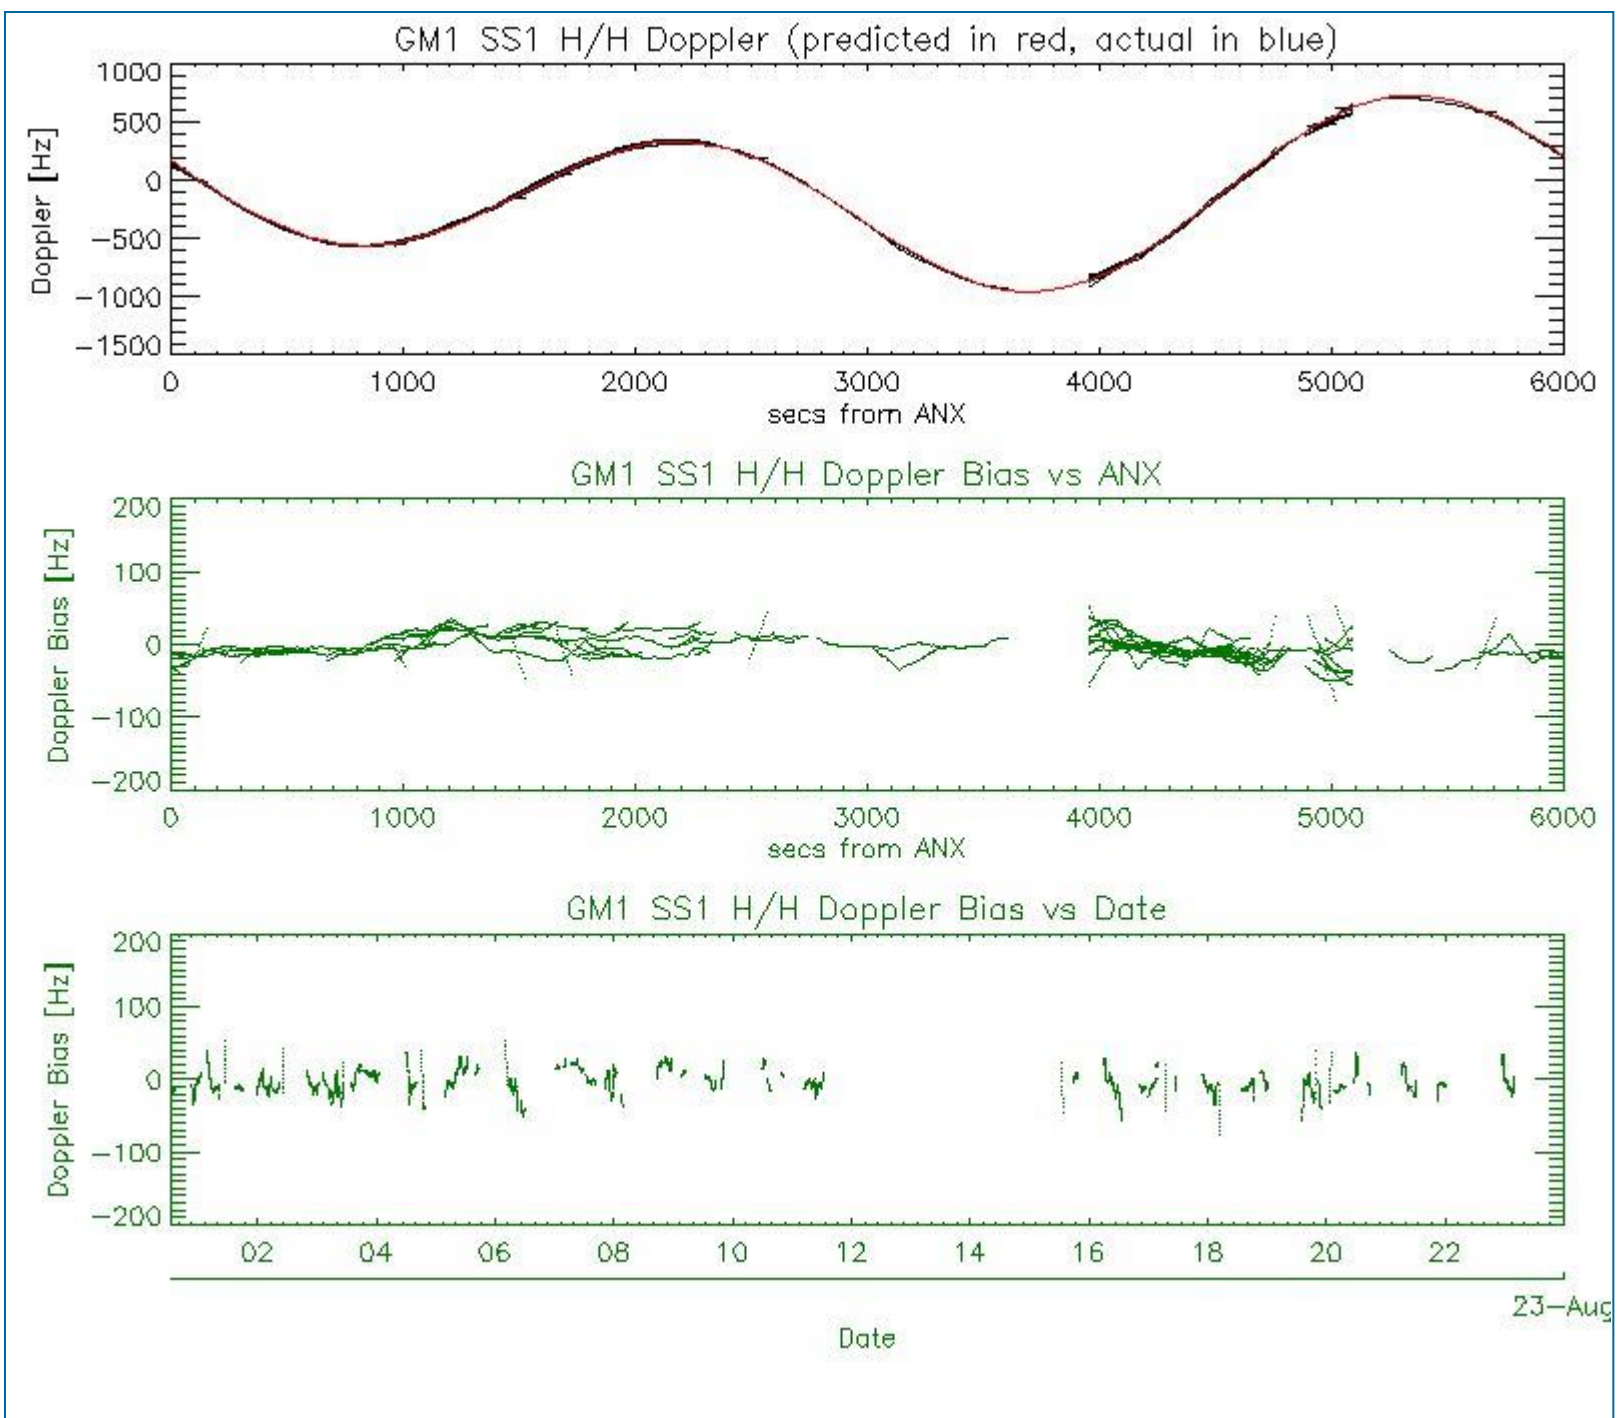 GM1 SS1 H/H Doppler (predicted in red, actual in blue)
1000
500
0
−500
−1000
−1500
Doppler [Hz]
0 1000 2000 3000 4000 5000 6000
secs from ANX
GM1 SS1 H/H Doppler Bias vs ANX
200
100
0
−100
−200
Doppler Bias [Hz]
0 1000 2000 3000 4000 5000 6000
secs from ANX
GM1 SS1 H/H Doppler Bias vs Date
200
100
0
−100
−200
Doppler Bias [Hz]
02 04 06 08 10 12 14 16 18 20 22
23−Aug
Date